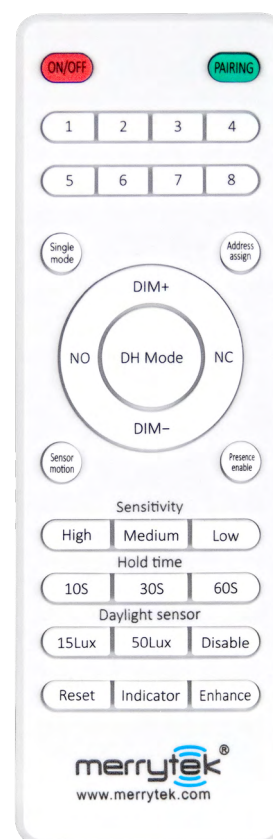 ON/OFF PAIRING
1 2 3 4
5 6 7 8
Single mode
Address assign
DIM+
NO DH Mode NC
DIM−
Sensor motion
Presence enable
Sensitivity
High Medium Low
Hold time
10S 30S 60S
Daylight sensor
15Lux 50Lux Disable
Reset Indicator Enhance
merrytek®
www.merrytek.com